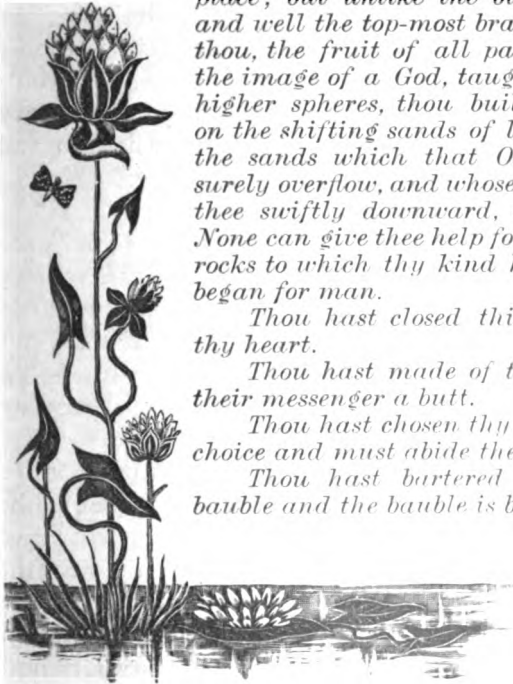 and well the top-most bra
thou, the fruit of all pa
the image of a God, taug
higher spheres, thou buil
on the shifting sands of l
the sands which that O
surely overflow, and whose
thee swiftly downward,
None can give thee help fo
rocks to which thy kind h
began for man.
Thou hast closed thi
thy heart.
Thou hast made of t
their messenger a butt.
Thou hast chosen thy
choice and must abide the
Thou hast bartered
bauble and the bauble is b